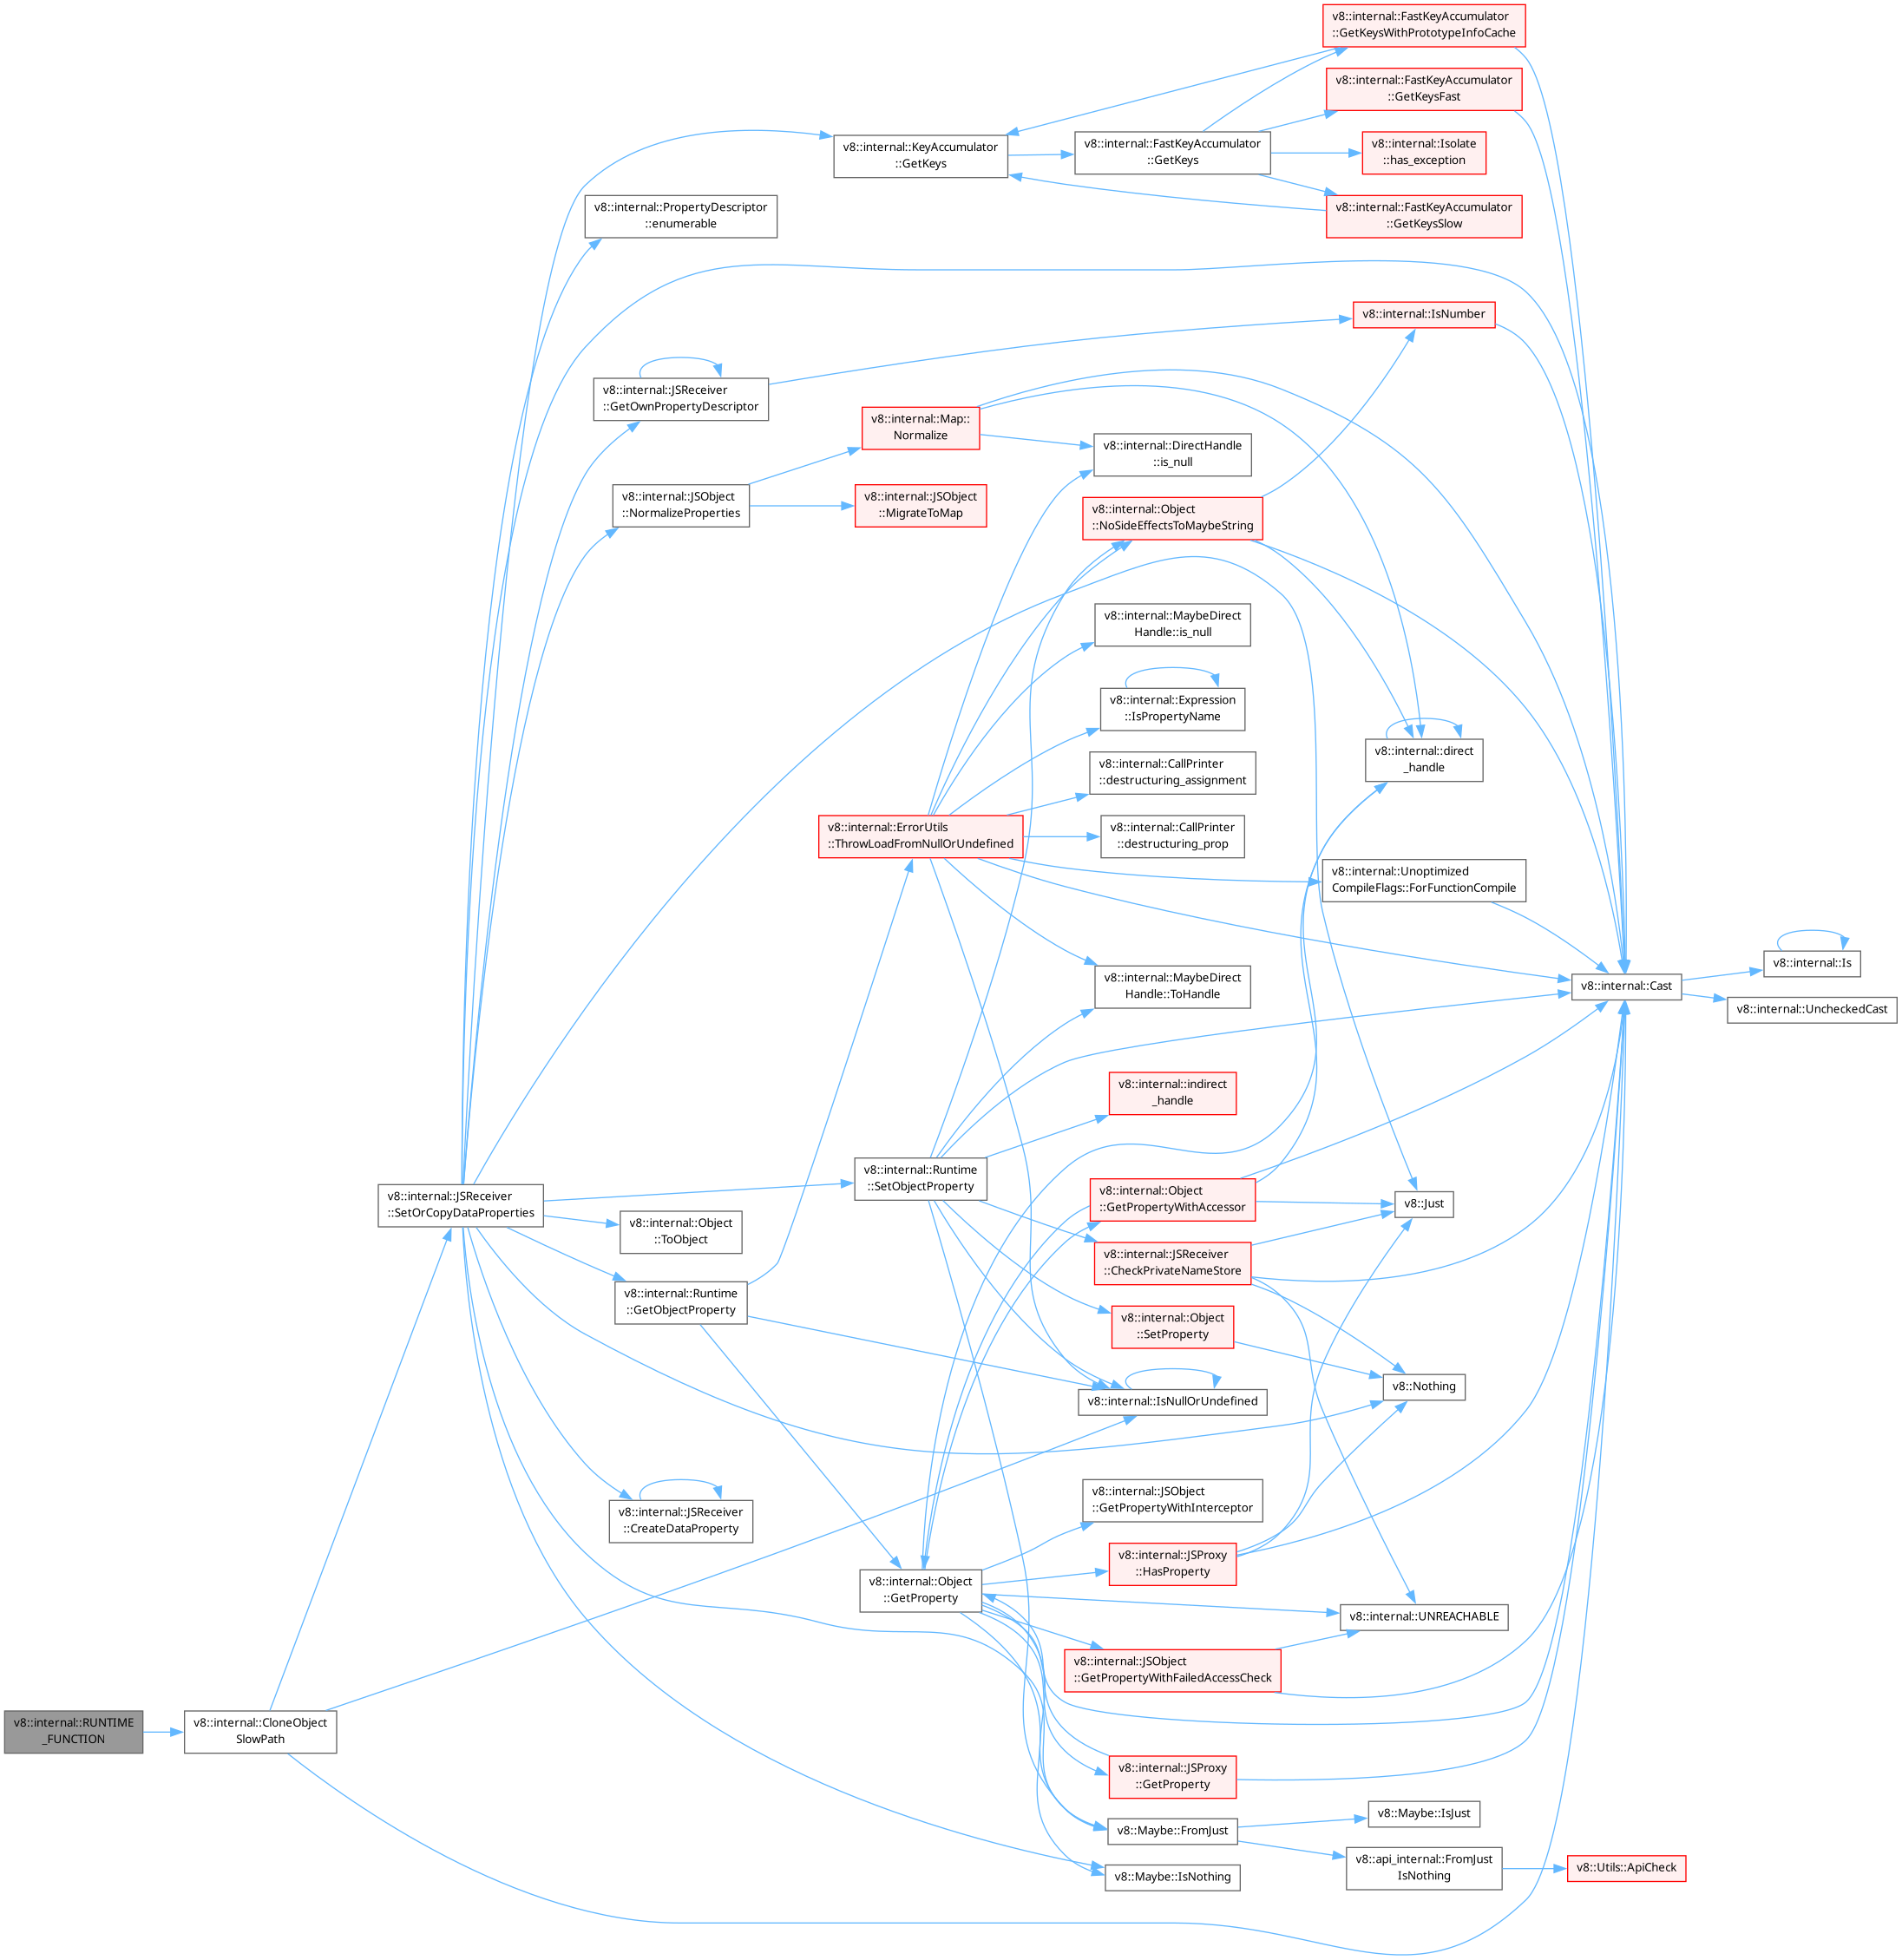 v8::internal::FastKeyAccumulator
::GetKeysWithPrototypeInfoCache
v8::internal::FastKeyAccumulator
::GetKeysFast
v8::internal::KeyAccumulator
::GetKeys
v8::internal::FastKeyAccumulator
::GetKeys
v8::internal::Isolate
::has_exception
v8::internal::PropertyDescriptor
::enumerable
v8::internal::FastKeyAccumulator
::GetKeysSlow
v8::internal::IsNumber
v8::internal::JSReceiver
::GetOwnPropertyDescriptor
v8::internal::Map::
Normalize
v8::internal::DirectHandle
::is_null
v8::internal::JSObject
::NormalizeProperties
v8::internal::JSObject
::MigrateToMap
v8::internal::Object
::NoSideEffectsToMaybeString
v8::internal::MaybeDirect
Handle::is_null
v8::internal::Expression
::IsPropertyName
v8::internal::direct
_handle
v8::internal::CallPrinter
::destructuring_assignment
v8::internal::ErrorUtils
::ThrowLoadFromNullOrUndefined
v8::internal::CallPrinter
::destructuring_prop
v8::internal::Unoptimized
CompileFlags::ForFunctionCompile
v8::internal::Is
v8::internal::MaybeDirect
Handle::ToHandle
v8::internal::Cast
v8::internal::UncheckedCast
v8::internal::indirect
_handle
v8::internal::Runtime
::SetObjectProperty
v8::internal::JSReceiver
::SetOrCopyDataProperties
v8::internal::Object
::GetPropertyWithAccessor
v8::Just
v8::internal::Object
::ToObject
v8::internal::JSReceiver
::CheckPrivateNameStore
v8::internal::Runtime
::GetObjectProperty
v8::internal::Object
::SetProperty
v8::Nothing
v8::internal::IsNullOrUndefined
v8::internal::JSObject
::GetPropertyWithInterceptor
v8::internal::JSReceiver
::CreateDataProperty
v8::internal::JSProxy
::HasProperty
v8::internal::Object
::GetProperty
v8::internal::UNREACHABLE
v8::internal::JSObject
::GetPropertyWithFailedAccessCheck
v8::internal::RUNTIME
_FUNCTION
v8::internal::CloneObject
SlowPath
v8::internal::JSProxy
::GetProperty
v8::Maybe::IsJust
v8::Maybe::FromJust
v8::api_internal::FromJust
IsNothing
v8::Utils::ApiCheck
v8::Maybe::IsNothing